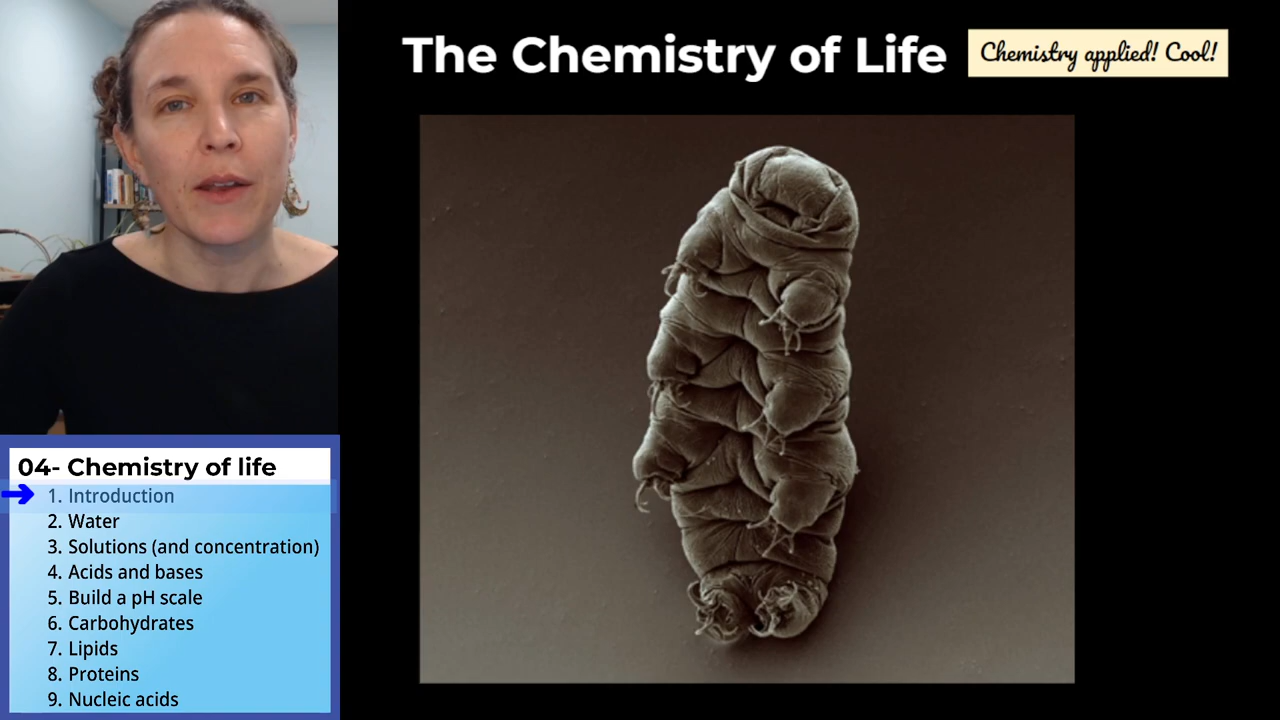 The Chemistry of Life
Chemistry applied! Cool!
04- Chemistry of life
1. Introduction
2. Water
3. Solutions (and concentration)
4. Acids and bases
5. Build a pH scale
6. Carbohydrates
7. Lipids
8. Proteins
9. Nucleic acids